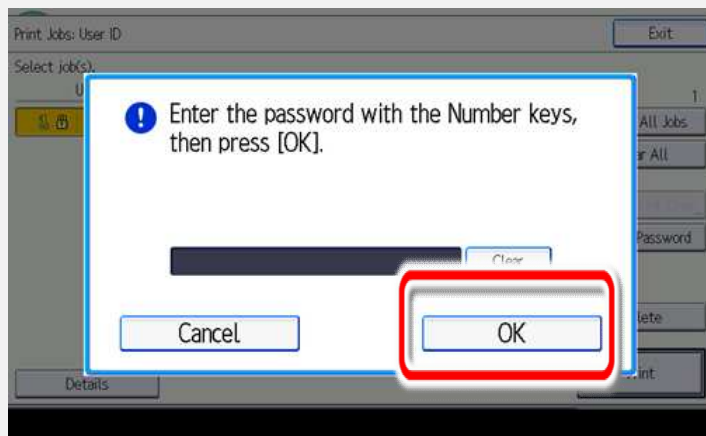 Print Jobs: User ID
Exit
Select job(s).
U
1
Enter the password with the Number keys,
then press [OK].
All Jobs
r All
Password
Clear
lete
Cancel
OK
Details
int